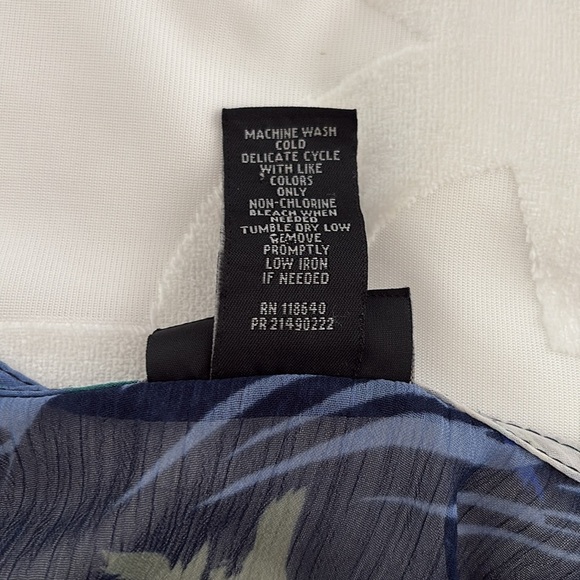 MACHINE WASH
COLD
DELICATE CYCLE
WITH LIKE
COLORS
ONLY
NON-CHLORINE
BLEACH WHEN
NEEDED
TUMBLE DRY LOW
REMOVE
PROMPTLY
LOW IRON
IF NEEDED
RN 118640
PR 21490222